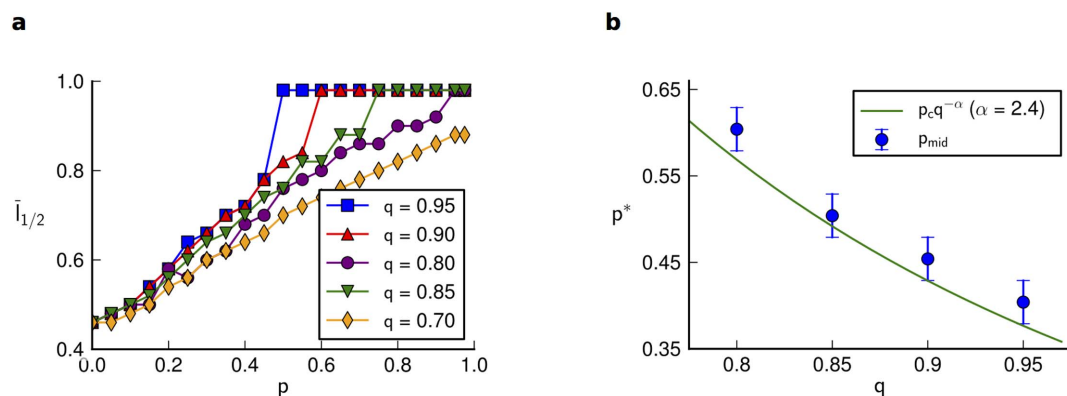 a
b
1.0
0.8
0.6
0.4
Ī1/2
0.0
0.2
0.4
0.6
0.8
1.0
p
q = 0.95
q = 0.90
q = 0.80
q = 0.85
q = 0.70
0.65
0.55
0.45
0.35
p*
0.8
0.85
0.9
0.95
q
pcq−α (α = 2.4)
pmid